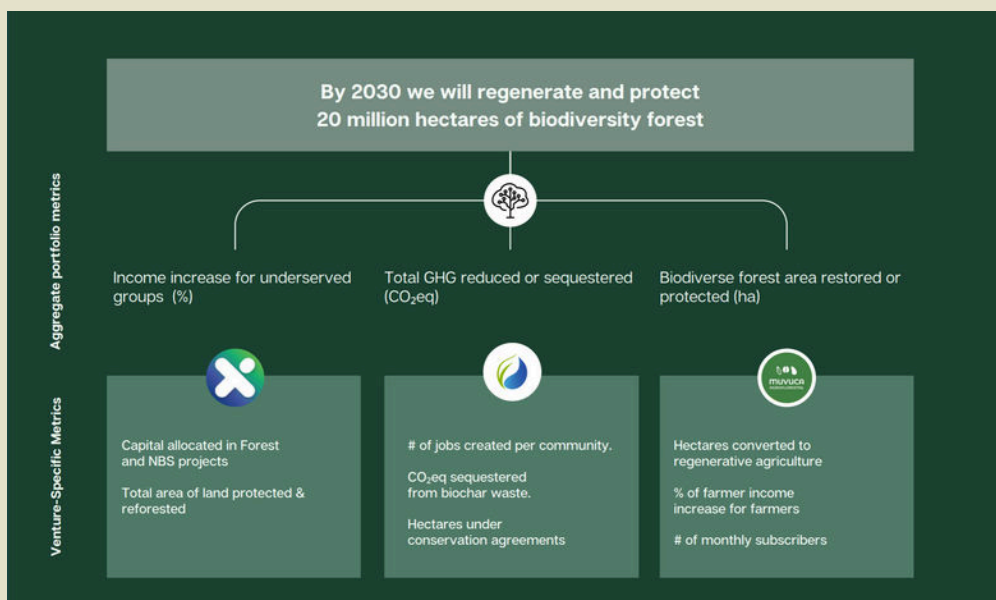 By 2030 we will regenerate and protect
20 million hectares of biodiversity forest
Aggregate portfolio metrics
Income increase for underserved
groups (%)
Total GHG reduced or sequestered
(CO₂eq)
Biodiverse forest area restored or
protected (ha)
Venture-Specific Metrics
Capital allocated in Forest
and NBS projects
Total area of land protected &
reforested
# of jobs created per community.
CO₂eq sequestered
from biochar waste.
Hectares under
conservation agreements
muvuca
Hectares converted to
regenerative agriculture
% of farmer income
increase for farmers
# of monthly subscribers